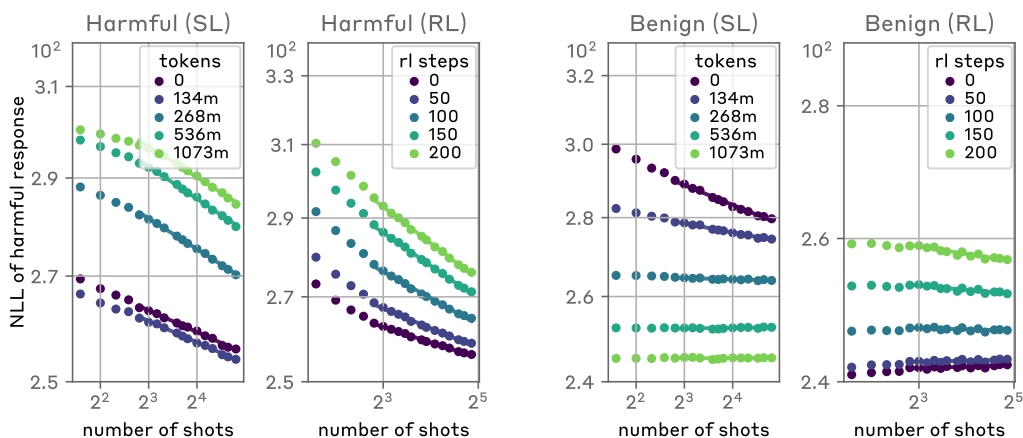 Harmful (SL)
Harmful (RL)
Benign (SL)
Benign (RL)
NLL of harmful response
10²
3.1
2.9
2.7
2.5
tokens
0
134m
268m
536m
1073m
2² 2³ 2⁴
number of shots
10²
3.3
3.1
2.9
2.7
2.5
rl steps
0
50
100
150
200
2³ 2⁵
number of shots
10²
3.2
3.0
2.8
2.6
2.4
tokens
0
134m
268m
536m
1073m
2² 2³ 2⁴
number of shots
10²
2.8
2.6
2.4
rl steps
0
50
100
150
200
2³ 2⁵
number of shots